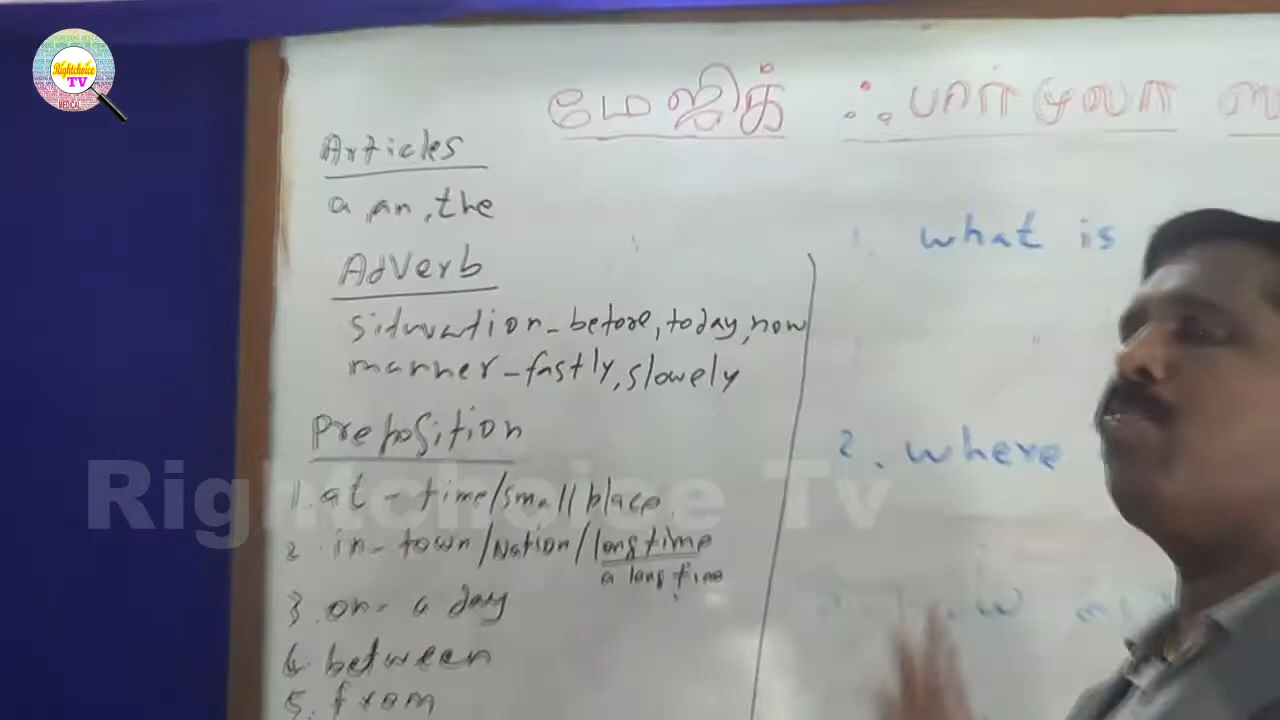 Rightchoice
TV
MEDICAL
மேஜிக் ஃபார்முலா
Articles
a, an, the
AdVerb
Situvation - before, today, now
manner - fastly, slowely
Preposition
1. at - time/small place.
2. in - town/Nation/long time
a long time
3. on - a day
4. between
5. from
1. what is
2. where
Rightchoice Tv